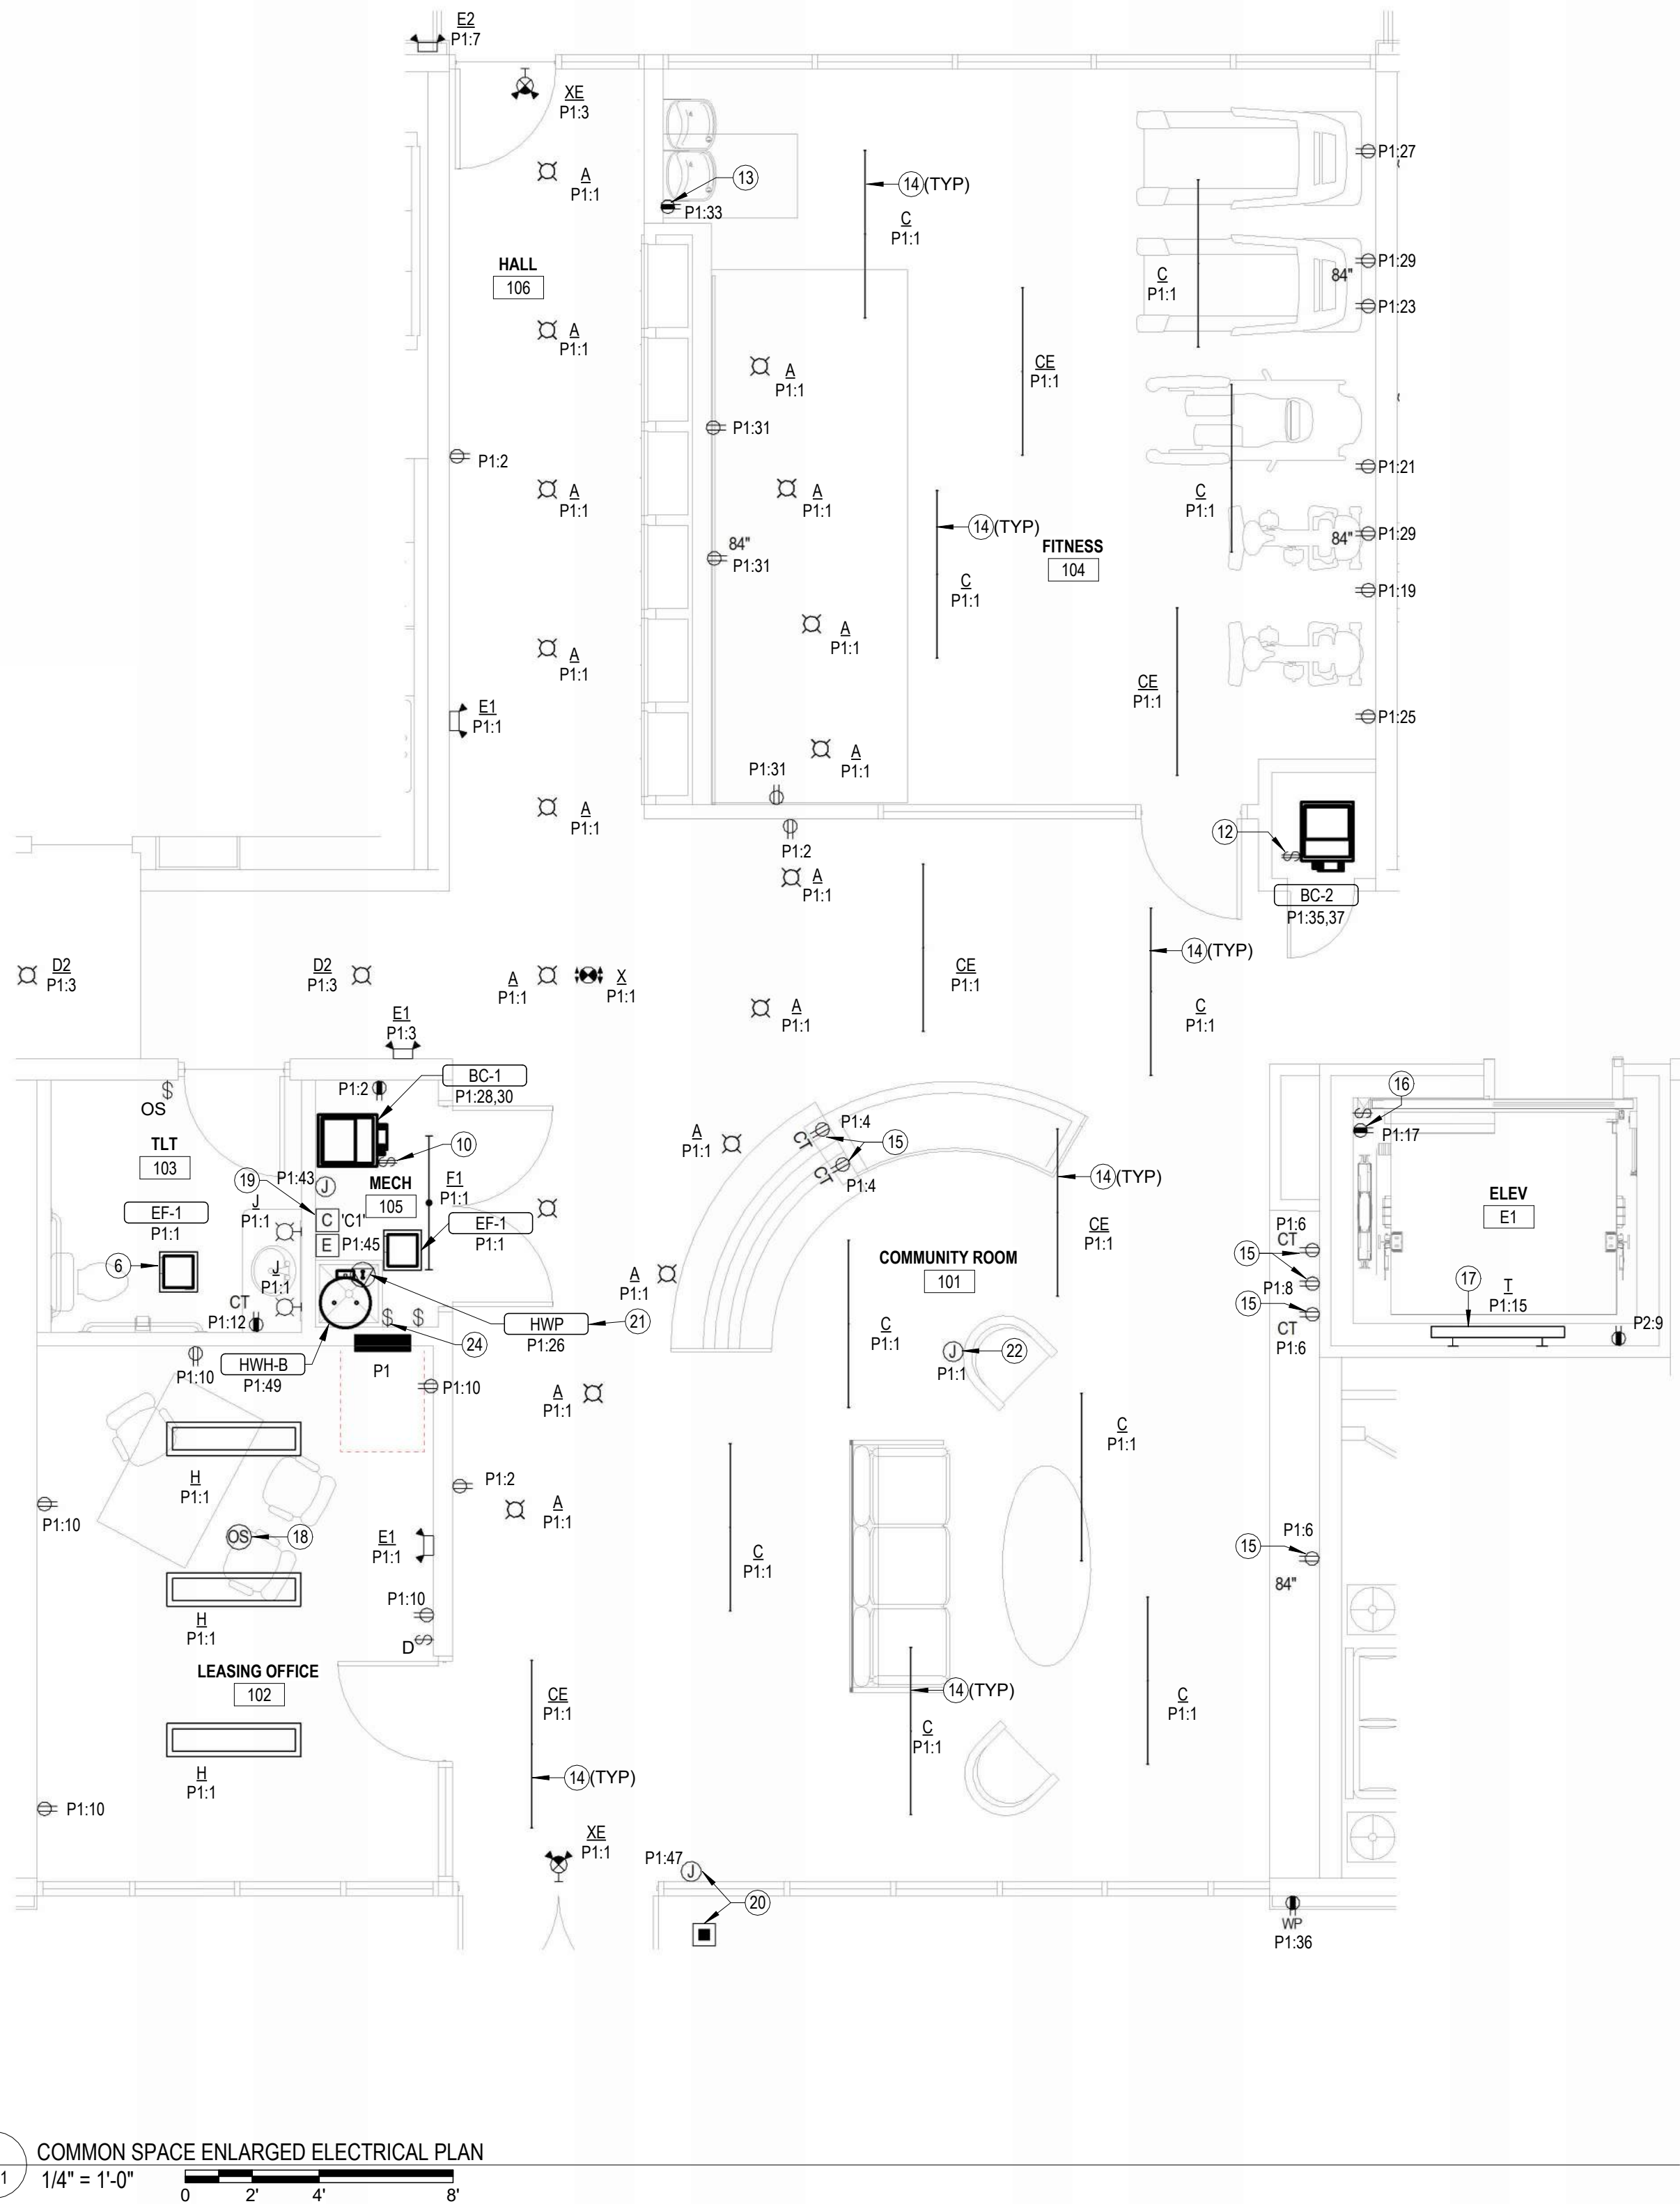 E2
P1:7
XE
P1:3
A
P1:1
13
P1:33
14 (TYP)
C
P1:1
P1:27
HALL
106
P1:29
84"
C
P1:1
P1:23
A
P1:1
CE
P1:1
A
P1:1
P1:31
P1:2
P1:21
A
P1:1
A
P1:1
C
P1:1
14 (TYP)
84"
P1:31
FITNESS
104
84"
P1:29
C
P1:1
P1:19
A
P1:1
A
P1:1
CE
P1:1
E1
P1:1
P1:25
A
P1:1
P1:31
A
P1:1
12
P1:2
A
P1:1
BC-2
P1:35,37
14 (TYP)
D2
P1:3
D2
P1:3
A
P1:1
X
P1:1
CE
P1:1
A
P1:1
C
P1:1
E1
P1:3
BC-1
P1:28,30
P1:2
$
OS
16
$
P1:17
P1:4
CT
15
CT
P1:4
A
P1:1
TLT
103
10
$
P1:43
J
MECH
105
F1
P1:1
14 (TYP)
ELEV
E1
19
C 'C1'
E P1:45
EF-1
P1:1
J
P1:1
EF-1
P1:1
CE
P1:1
P1:6
CT
15
P1:8
15
CT
P1:6
COMMUNITY ROOM
101
6
J
P1:1
A
P1:1
17
T
P1:15
P2:9
CT
P1:12
$ $
HWP
P1:26
21
24
P1
HWH-B
P1:49
P1:10
P1:10
C
P1:1
J
22
P1:1
A
P1:1
C
P1:1
H
P1:1
P1:2
A
P1:1
P1:10
OS
18
E1
P1:1
P1:6
15
84"
C
P1:1
H
P1:1
P1:10
D $
LEASING OFFICE
102
CE
P1:1
14 (TYP)
C
P1:1
C
P1:1
H
P1:1
14 (TYP)
P1:10
XE
P1:1
P1:47
J
20
WP
P1:36
1
COMMON SPACE ENLARGED ELECTRICAL PLAN
1/4" = 1'-0"
0 2' 4' 8'